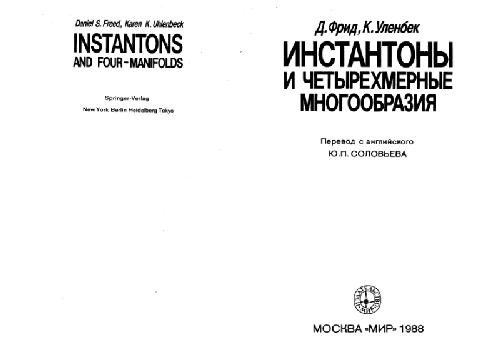 Daniel S. Freed, Karen K. Uhlenbeck
INSTANTONS
AND FOUR-MANIFOLDS
Springer-Verlag
New York Berlin Heidelberg Tokyo
Д. Фрид, К. Уленбек
ИНСТАНТОНЫ
И ЧЕТЫРЕХМЕРНЫЕ
МНОГООБРАЗИЯ
Перевод с английского
Ю.П. СОЛОВЬЕВА
МОСКВА «МИР» 1988